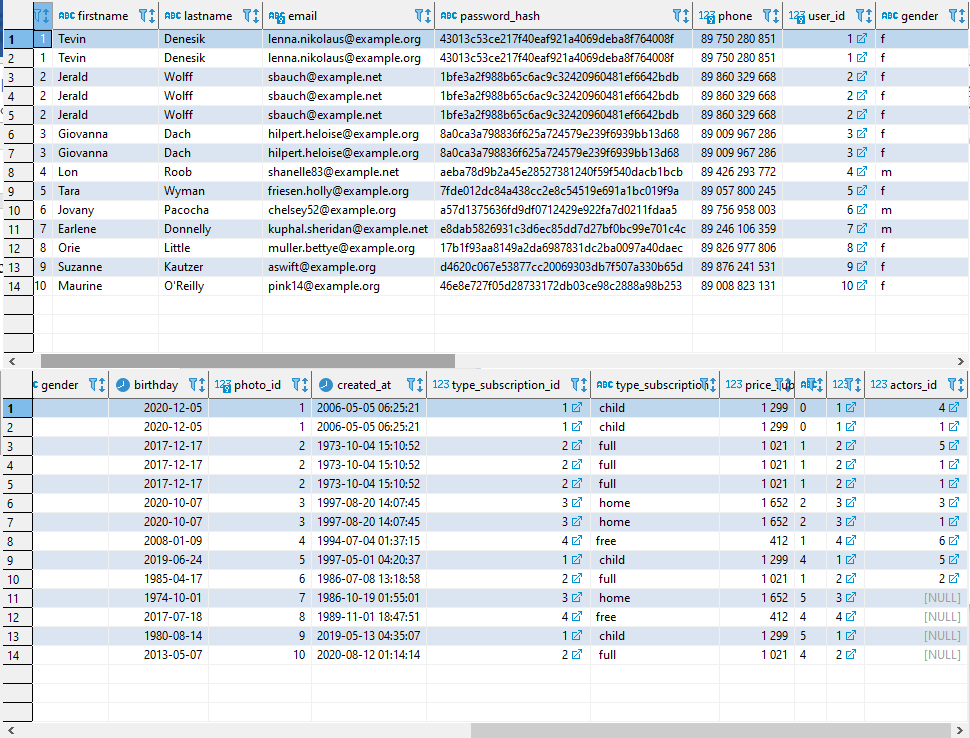 firstname lastname email password_hash phone user_id gender
1 1 Tevin Denesik lenna.nikolaus@example.org 43013c53ce217f40eaf921a4069deba8f764008f 89 750 280 851 1 f
2 1 Tevin Denesik lenna.nikolaus@example.org 43013c53ce217f40eaf921a4069deba8f764008f 89 750 280 851 1 f
3 2 Jerald Wolff sbauch@example.net 1bfe3a2f988b65c6ac9c32420960481ef6642bdb 89 860 329 668 2 f
4 2 Jerald Wolff sbauch@example.net 1bfe3a2f988b65c6ac9c32420960481ef6642bdb 89 860 329 668 2 f
5 2 Jerald Wolff sbauch@example.net 1bfe3a2f988b65c6ac9c32420960481ef6642bdb 89 860 329 668 2 f
6 3 Giovanna Dach hilpert.heloise@example.org 8a0ca3a798836f625a724579e239f6939bb13d68 89 009 967 286 3 f
7 3 Giovanna Dach hilpert.heloise@example.org 8a0ca3a798836f625a724579e239f6939bb13d68 89 009 967 286 3 f
8 4 Lon Roob shanelle83@example.net aeba78d9b2a45e28527381240f59f540dacb1bcb 89 426 293 772 4 m
9 5 Tara Wyman friesen.holly@example.org 7fde012dc84a438cc2e8c54519e691a1bc019f9a 89 057 800 245 5 f
10 6 Jovany Pacocha chelsey52@example.org a57d1375636fd9df0712429e922fa7d0211fdaa5 89 756 958 003 6 m
11 7 Earlene Donnelly kuphal.sheridan@example.net e8dab5826931c3d6ec85dd7d27bf0bc99e701c4c 89 246 106 359 7 m
12 8 Orie Little muller.bettye@example.org 17b1f93aa8149a2da6987831dc2ba0097a40daec 89 826 977 806 8 f
13 9 Suzanne Kautzer aswift@example.org d4620c067e53877cc20069303db7f507a330b65d 89 876 241 531 9 f
14 10 Maurine O'Reilly pink14@example.org 46e8e727f05d28733172db03ce98c2888a98b253 89 008 823 131 10 f
gender birthday photo_id created_at type_subscription_id type_subscription actors_id
1 2020-12-05 1 2006-05-05 06:25:21 1 child 1 299 0 1 4
2 2020-12-05 1 2006-05-05 06:25:21 1 child 1 299 0 1 1
3 2017-12-17 2 1973-10-04 15:10:52 2 full 1 021 1 2 5
4 2017-12-17 2 1973-10-04 15:10:52 2 full 1 021 1 2 1
5 2017-12-17 2 1973-10-04 15:10:52 2 full 1 021 1 2 1
6 2020-10-07 3 1997-08-20 14:07:45 3 home 1 652 2 3 3
7 2020-10-07 3 1997-08-20 14:07:45 3 home 1 652 2 3 1
8 2008-01-09 4 1994-07-04 01:37:15 4 free 412 1 4 6
9 2019-06-24 5 1997-05-01 04:20:37 1 child 1 299 4 1 5
10 1985-04-17 6 1986-07-08 13:18:58 2 full 1 021 1 2 2
11 1974-10-01 7 1986-10-19 01:55:01 3 home 1 652 5 3 [NULL]
12 2017-07-18 8 1989-11-01 18:47:51 4 free 412 4 4 [NULL]
13 1980-08-14 9 2019-05-13 04:35:07 1 child 1 299 5 1 [NULL]
14 2013-05-07 10 2020-08-12 01:14:14 2 full 1 021 4 2 [NULL]